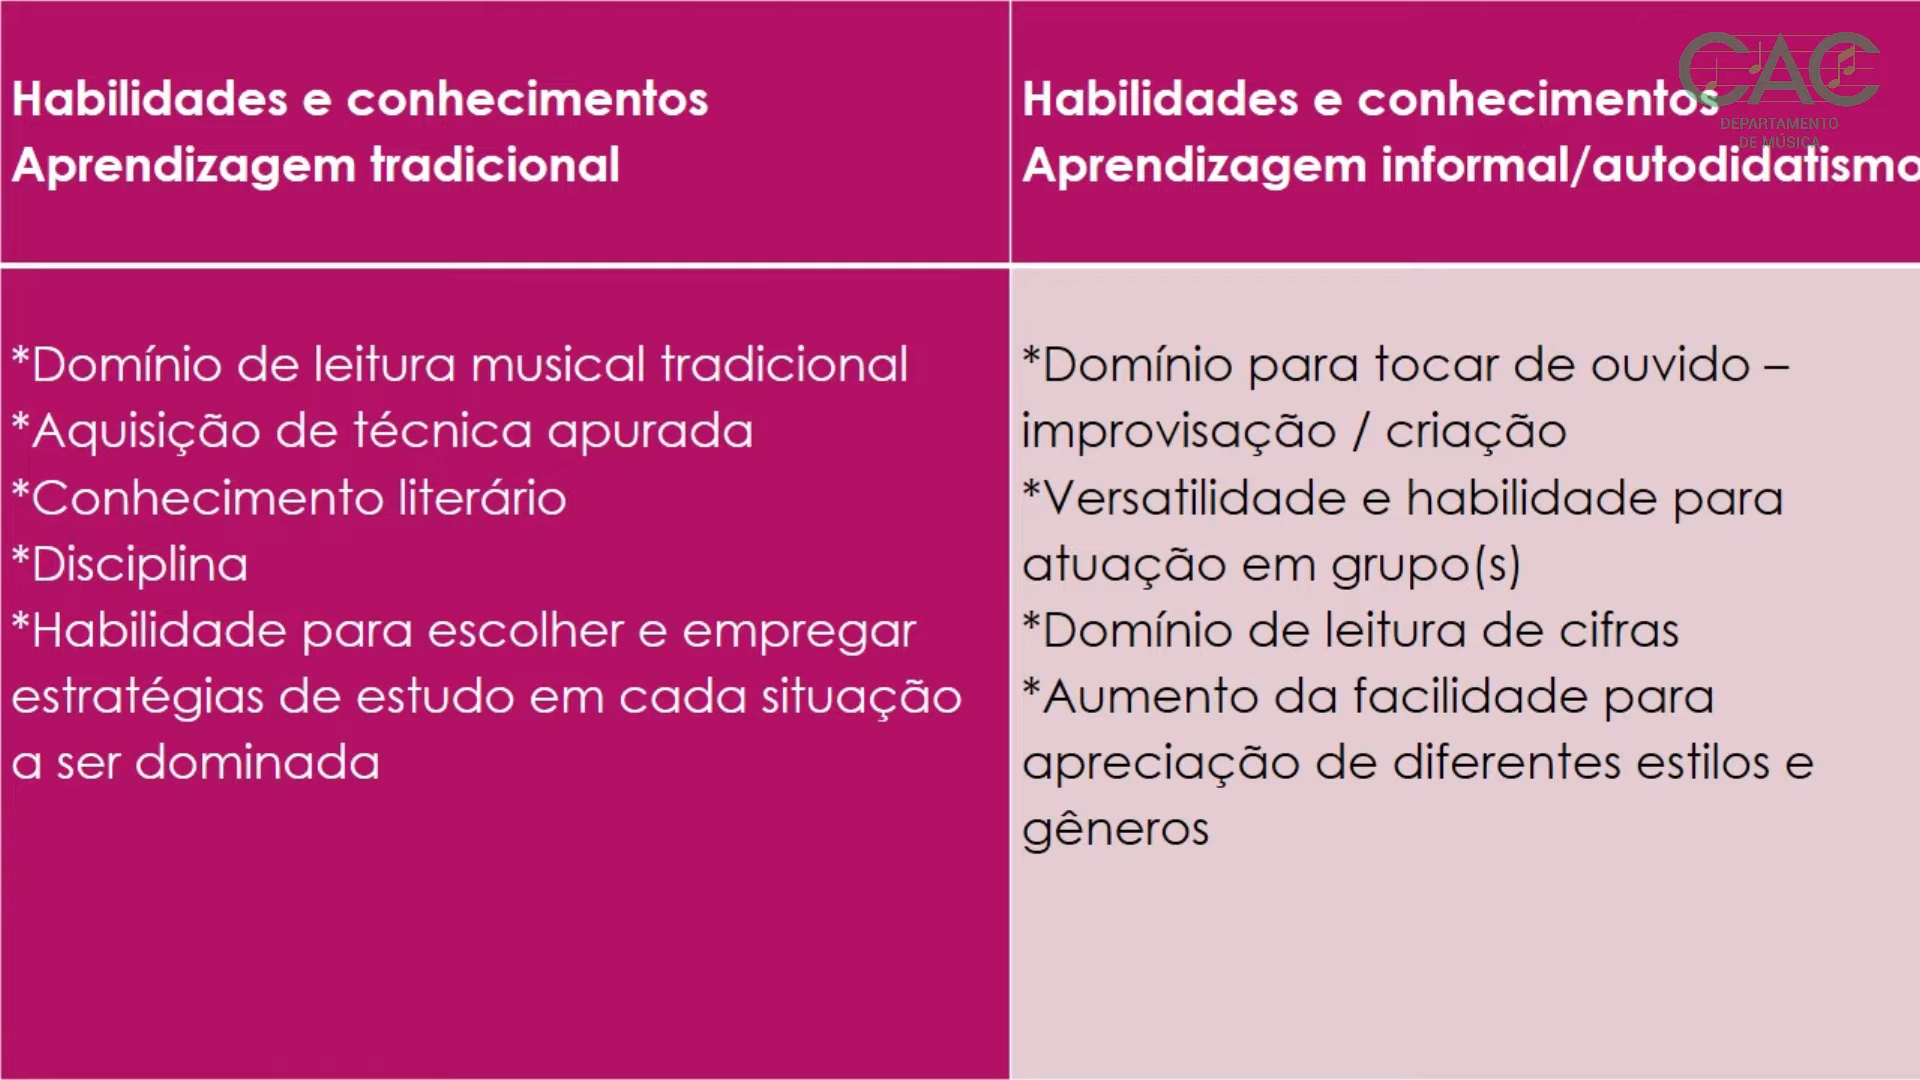 Habilidades e conhecimentos
Aprendizagem tradicional
Habilidades e conhecimentos
Aprendizagem informal/autodidatismo
CAC
DEPARTAMENTO
DE MÚSICA
*Domínio de leitura musical tradicional
*Aquisição de técnica apurada
*Conhecimento literário
*Disciplina
*Habilidade para escolher e empregar
estratégias de estudo em cada situação
a ser dominada
*Domínio para tocar de ouvido –
improvisação / criação
*Versatilidade e habilidade para
atuação em grupo(s)
*Domínio de leitura de cifras
*Aumento da facilidade para
apreciação de diferentes estilos e
gêneros